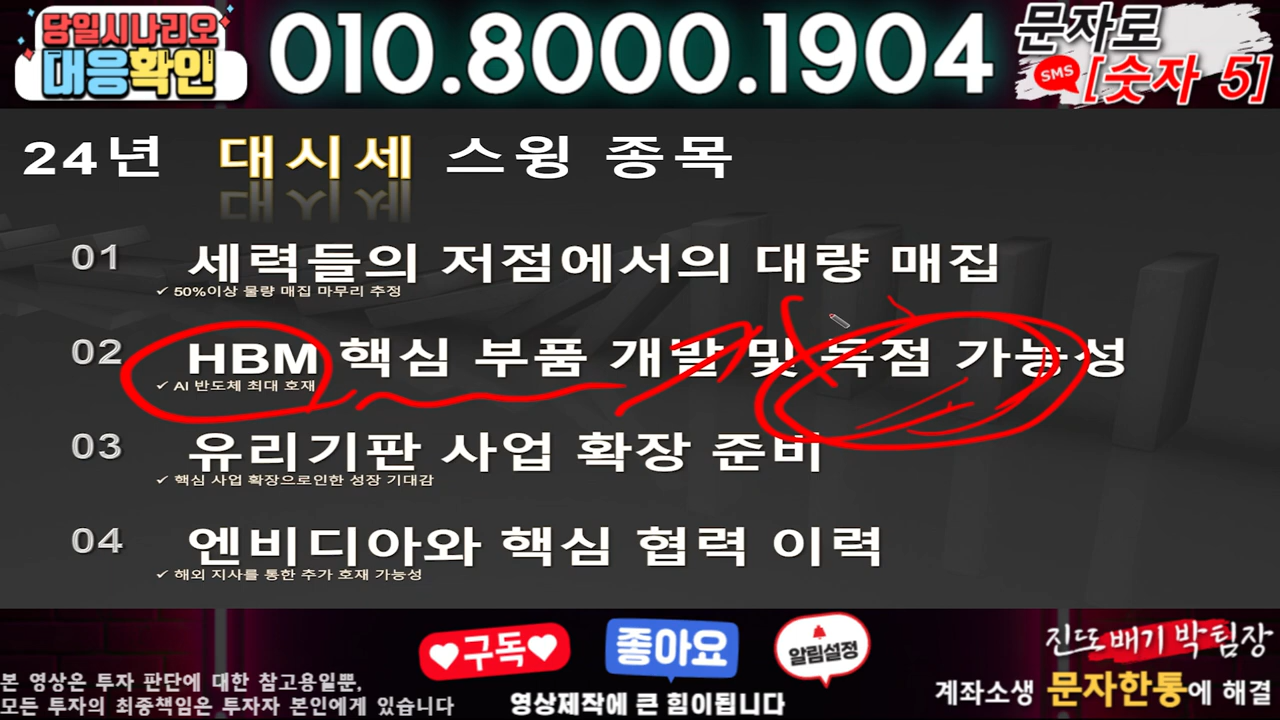 당일시나리오
대응확인
010.8000.1904
문자로
SMS
[숫자 5]
24년 대시세 스윙 종목
01 세력들의 저점에서의 대량 매집
✓ 50%이상 물량 매집 마무리 추정
02 HBM 핵심 부품 개발 및 독점 가능성
✓ AI 반도체 최대 호재
03 유리기판 사업 확장 준비
✓ 핵심 사업 확장으로인한 성장 기대감
04 엔비디아와 핵심 협력 이력
✓ 해외 지사를 통한 추가 호재 가능성
구독
좋아요
알림설정
영상제작에 큰 힘이됩니다
본 영상은 투자 판단에 대한 참고용일뿐,
모든 투자의 최종책임은 투자자 본인에게 있습니다
진또배기 박팀장
계좌소생 문자한통에 해결